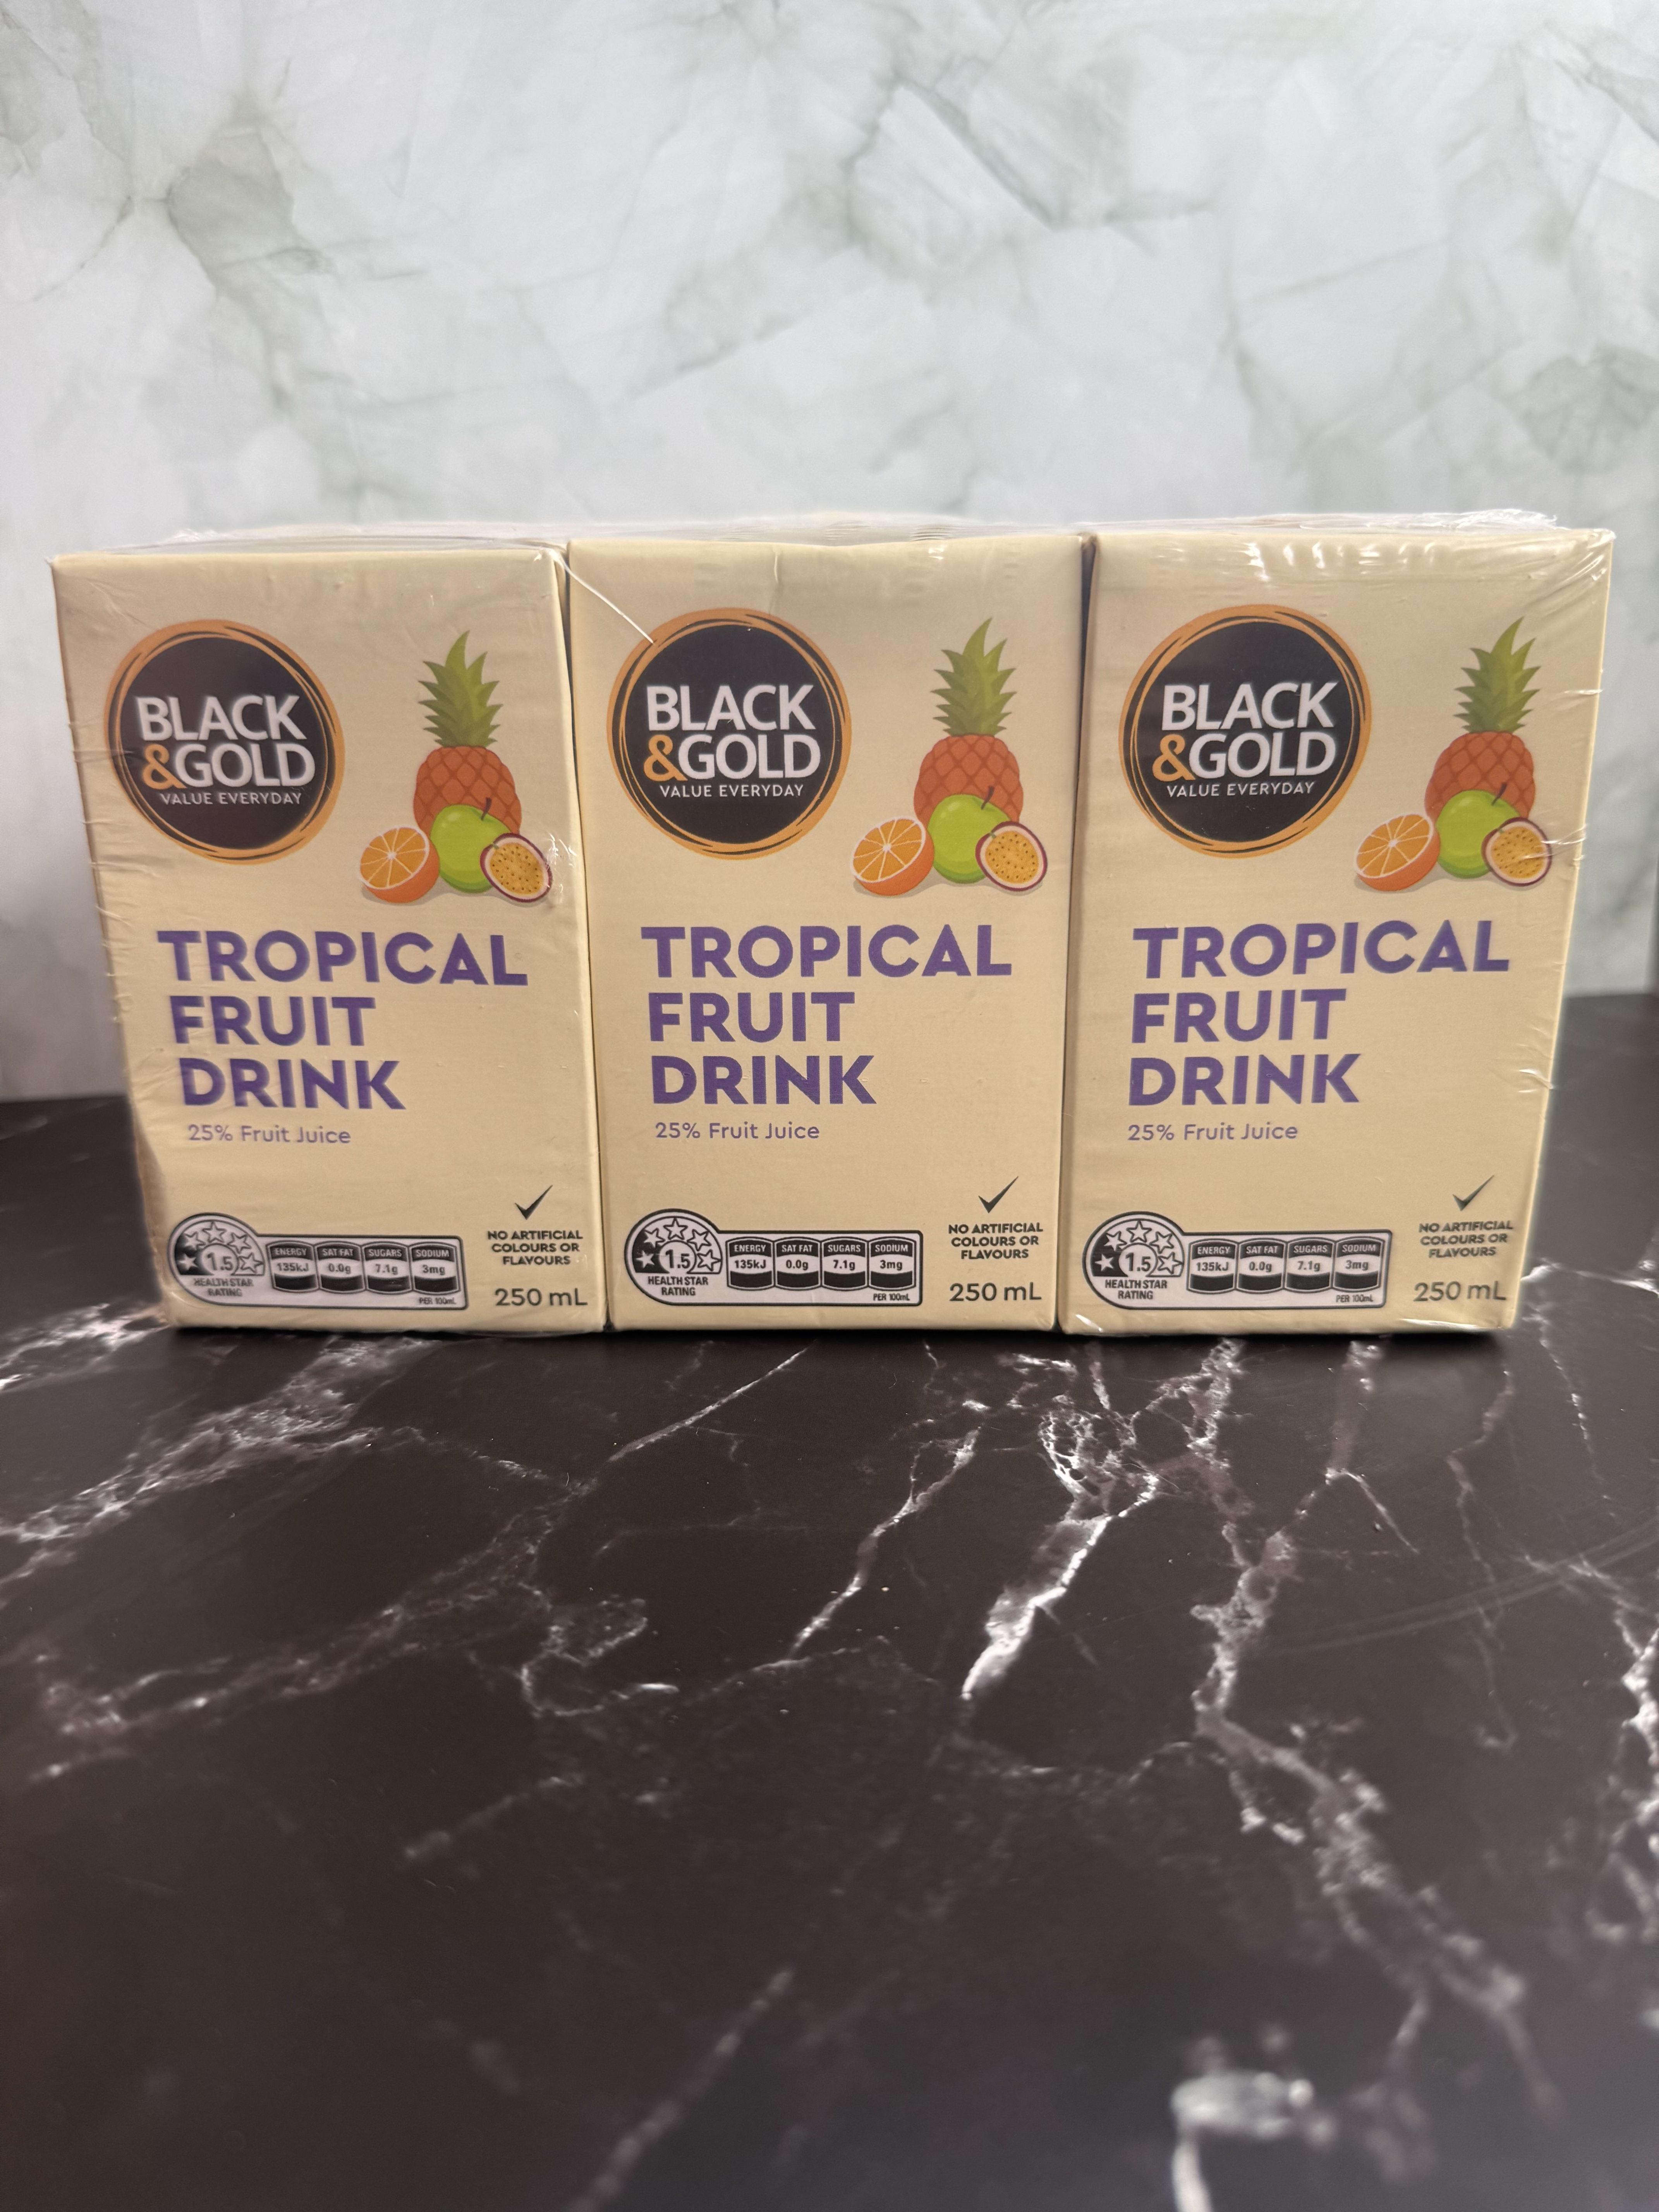 BLACK
&GOLD
VALUE EVERYDAY
TROPICAL
FRUIT
DRINK
25% Fruit Juice
1.5
HEALTH STAR
RATING
ENERGY
135kJ
SAT FAT
0.0g
SUGARS
7.1g
SODIUM
3mg
PER 100mL
NO ARTIFICIAL
COLOURS OR
FLAVOURS
250 mL
BLACK
&GOLD
VALUE EVERYDAY
TROPICAL
FRUIT
DRINK
25% Fruit Juice
1.5
HEALTH STAR
RATING
ENERGY
135kJ
SAT FAT
0.0g
SUGARS
7.1g
SODIUM
3mg
PER 100mL
NO ARTIFICIAL
COLOURS OR
FLAVOURS
250 mL
BLACK
&GOLD
VALUE EVERYDAY
TROPICAL
FRUIT
DRINK
25% Fruit Juice
1.5
HEALTH STAR
RATING
ENERGY
135kJ
SAT FAT
0.0g
SUGARS
7.1g
SODIUM
3mg
PER 100mL
NO ARTIFICIAL
COLOURS OR
FLAVOURS
250 mL